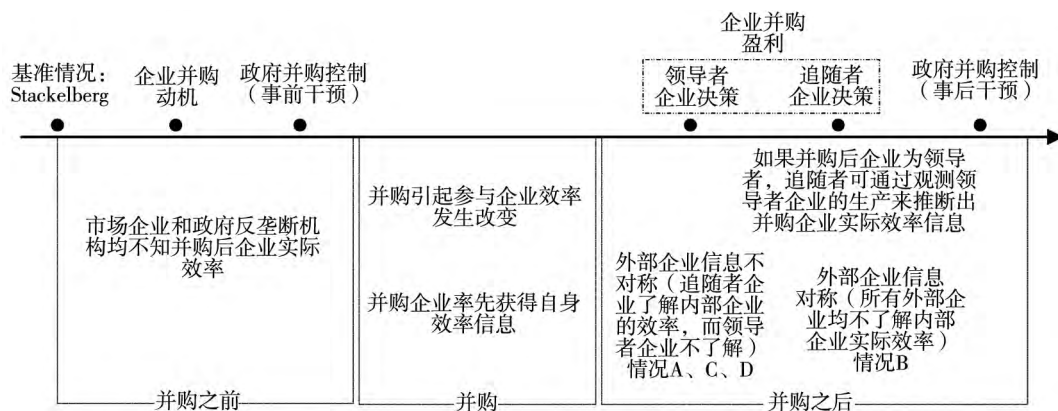 企业并购
盈利
基准情况：
Stackelberg
企业并购
动机
政府并购控制
（事前干预）
领导者
企业决策
追随者
企业决策
政府并购控制
（事后干预）
市场企业和政府反垄断机
构均不知并购后企业实际
效率
并购引起参与企业效率
发生改变
并购企业率先获得自身
效率信息
如果并购后企业为领导
者，追随者可通过观测领
导者企业的生产来推断出
并购企业实际效率信息
外部企业信息不
对称（追随者企
业了解内部企业
的效率，而领导
者企业不了解）
情况A、C、D
外部企业信息
对称（所有外部企
业均不了解内部
企业实际效率）
情况B
并购之前
并购
并购之后